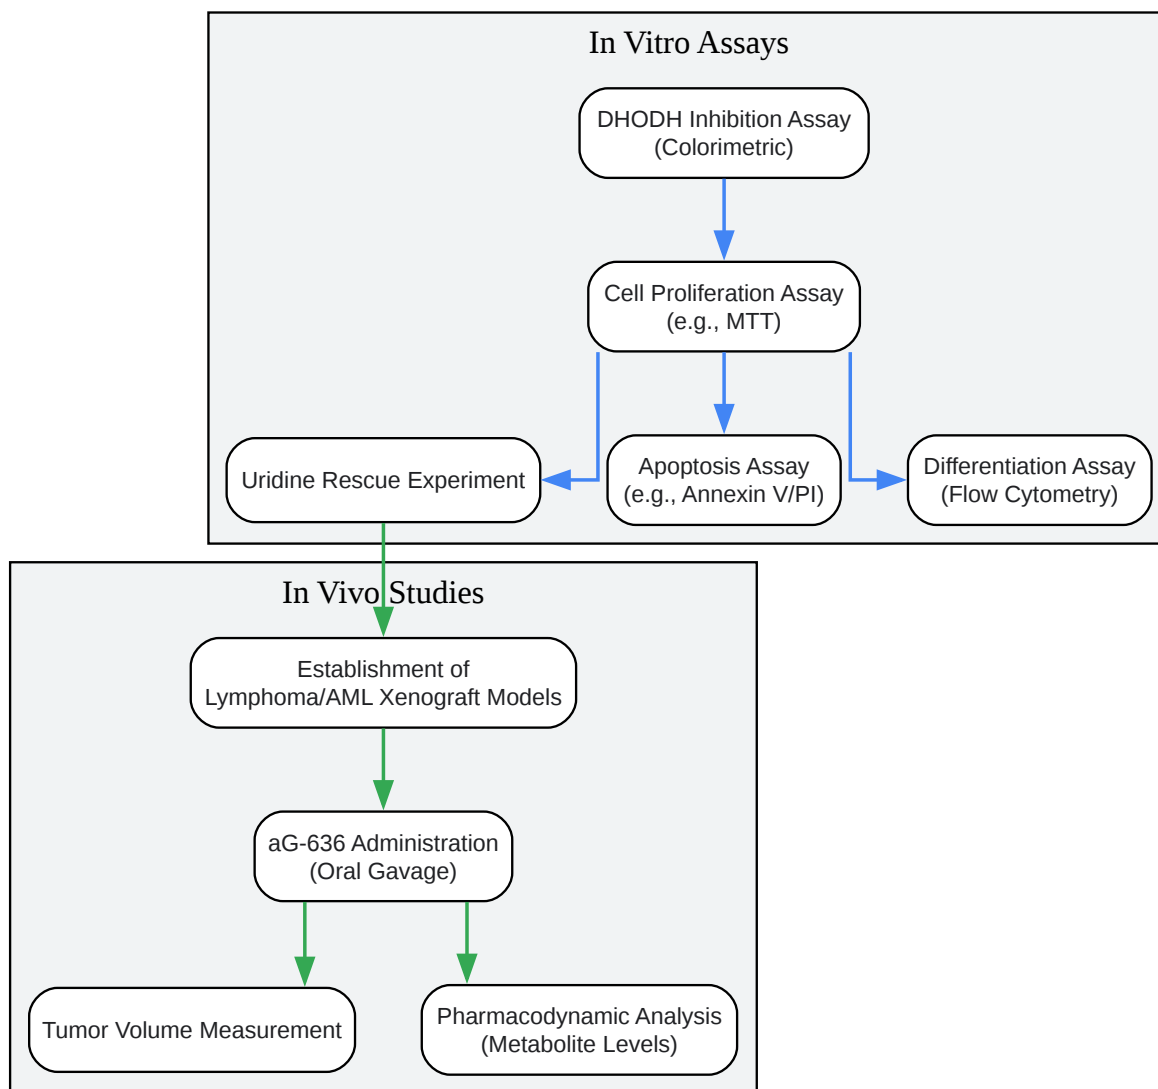 In Vitro Assays
DHODH Inhibition Assay
(Colorimetric)
Cell Proliferation Assay
(e.g., MTT)
Uridine Rescue Experiment
Apoptosis Assay
(e.g., Annexin V/PI)
Differentiation Assay
(Flow Cytometry)
In Vivo Studies
Establishment of
Lymphoma/AML Xenograft Models
aG-636 Administration
(Oral Gavage)
Tumor Volume Measurement
Pharmacodynamic Analysis
(Metabolite Levels)